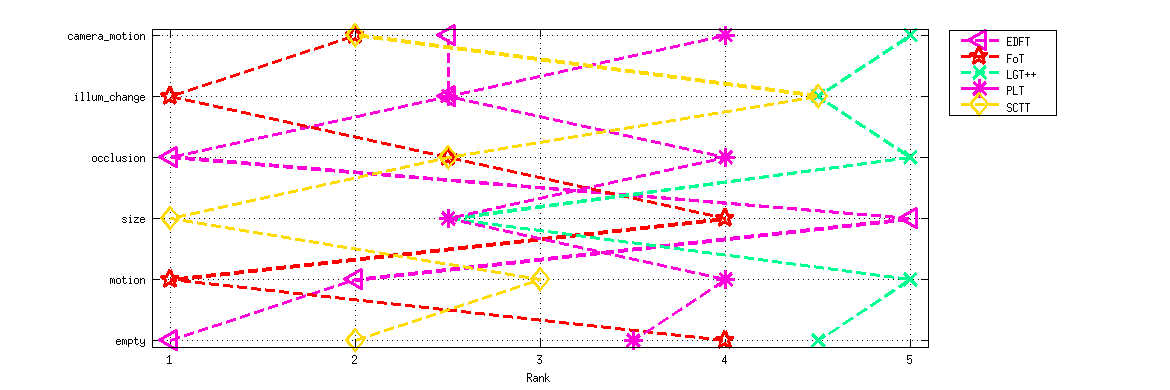 camera_motion
illum_change
occlusion
size
motion
empty
1 2 3 4 5
Rank
EDFT
FoT
LGT++
PLT
SCTT